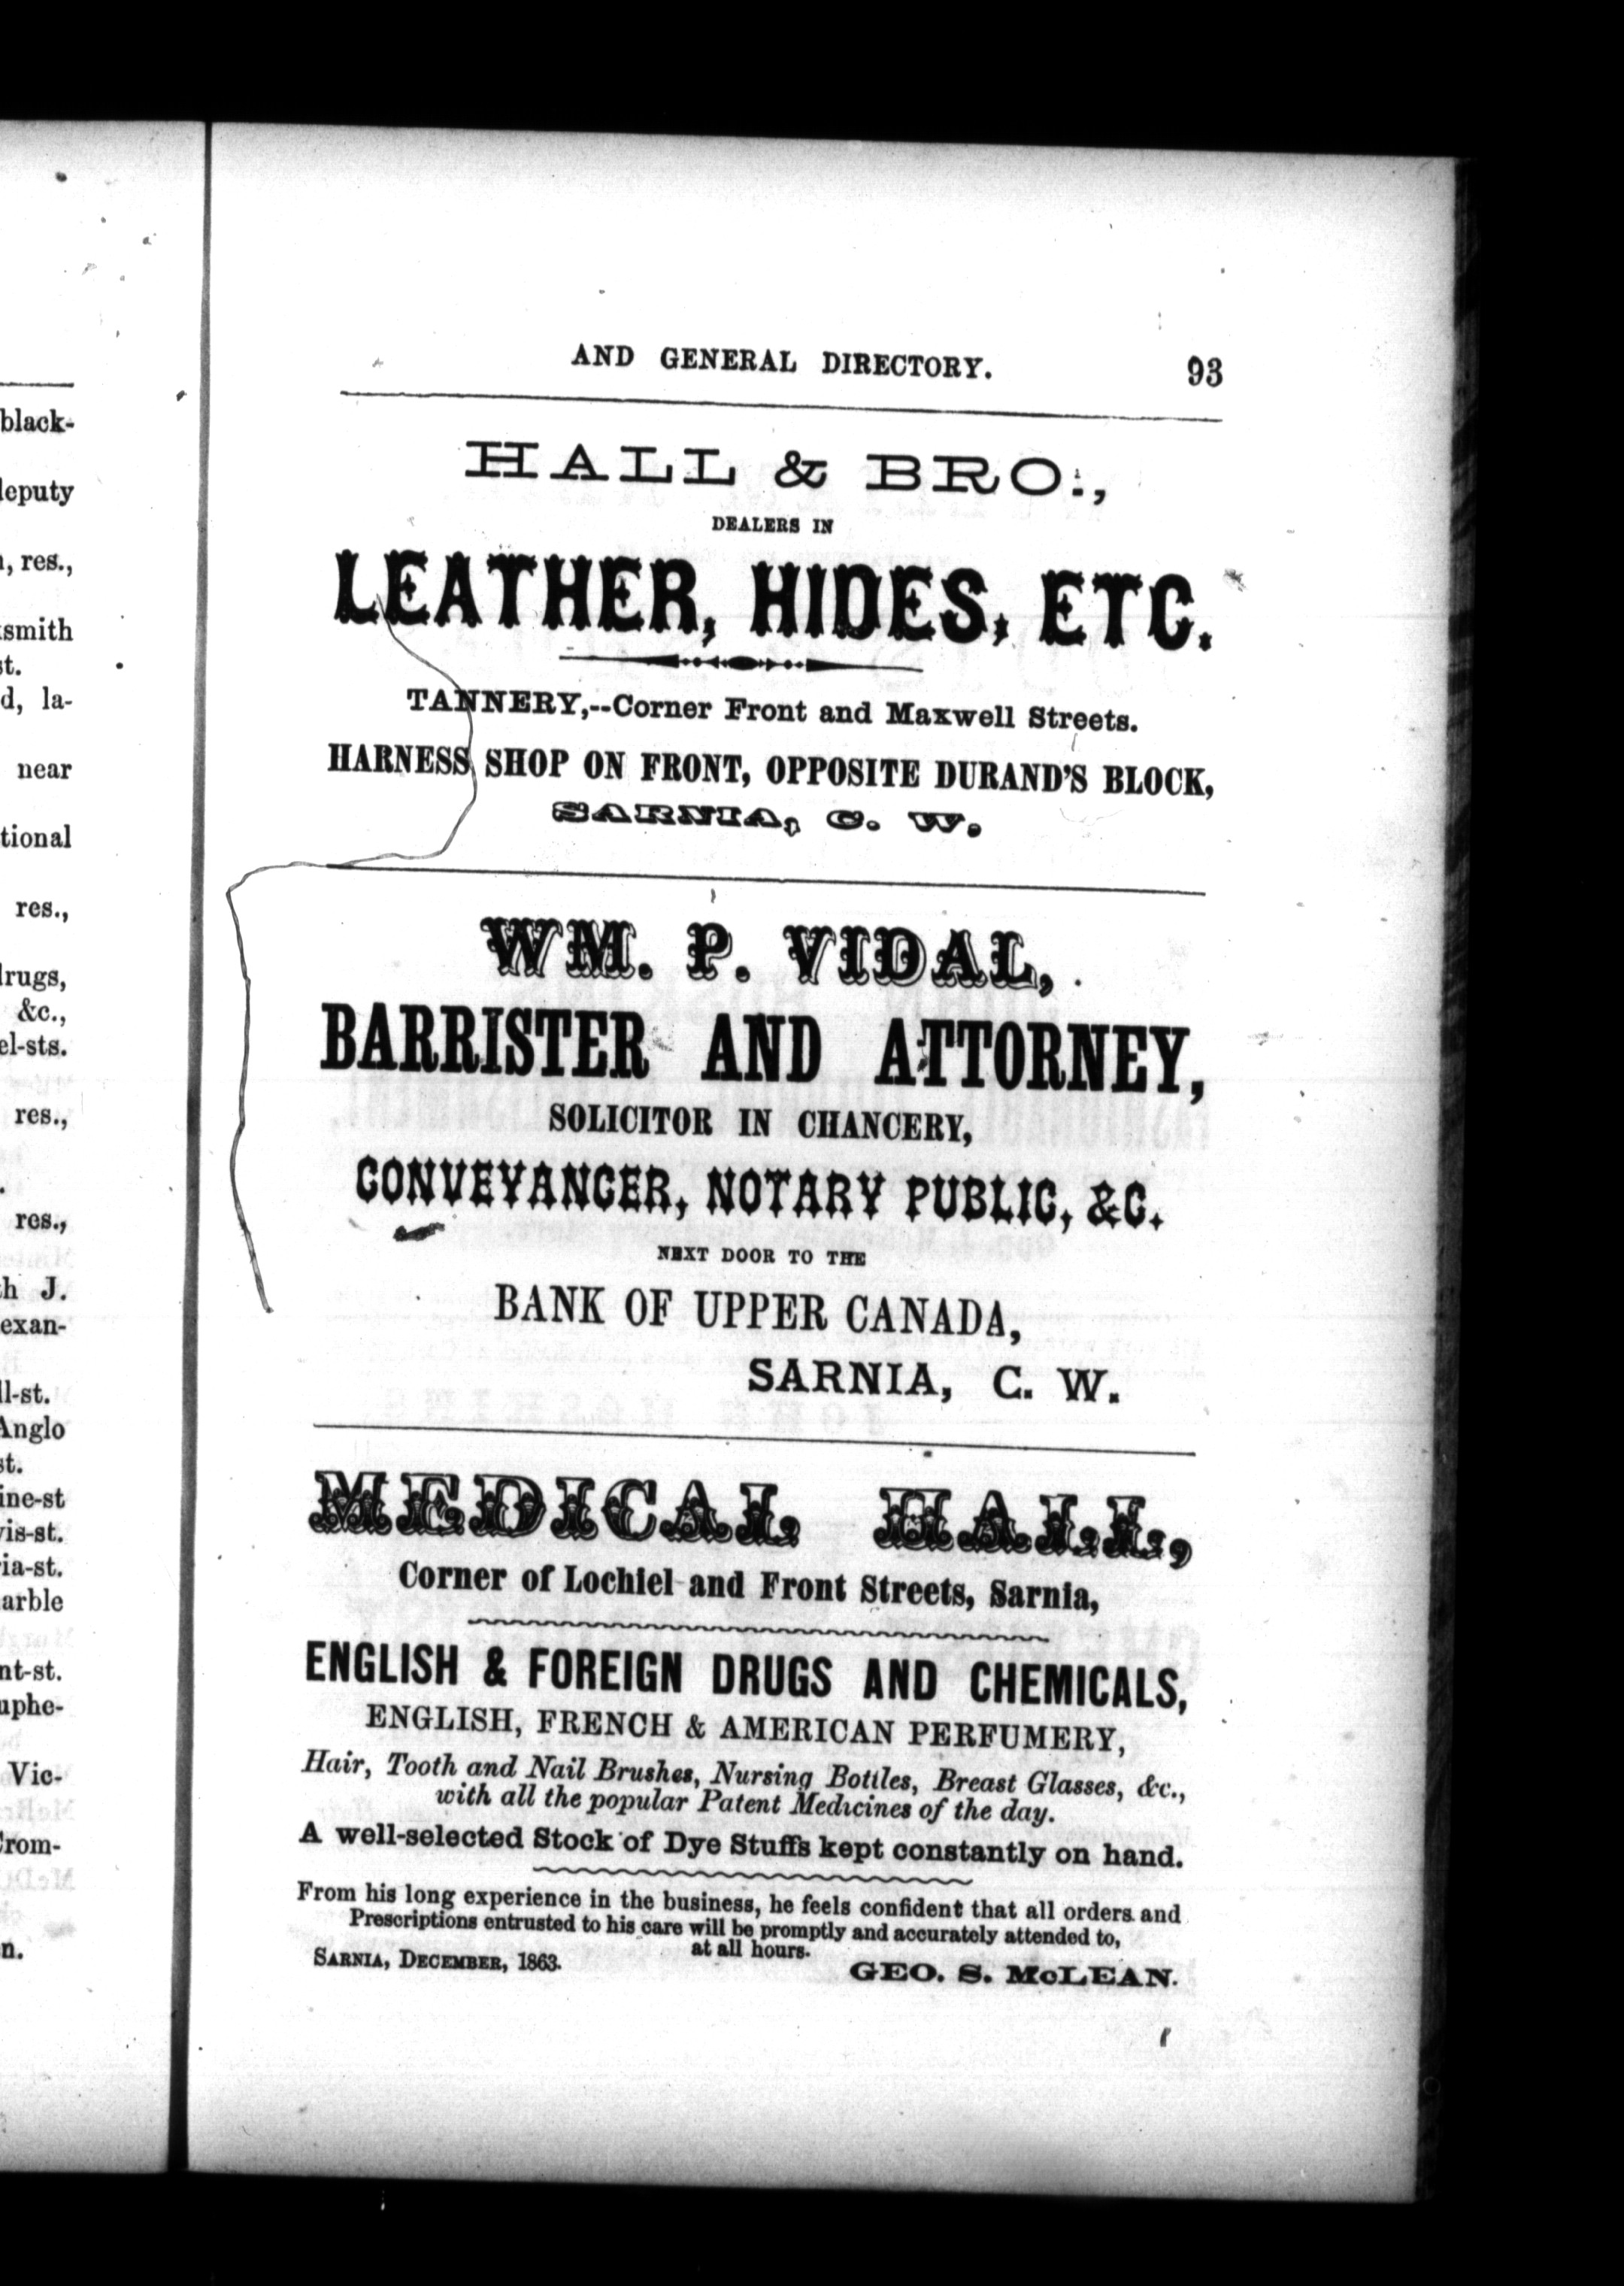 black-
deputy
res.,
smith
st.
d, la-
near
tional
res.,
drugs,
&c.,
el-sts.
res.,
res.,
th J.
exan-
ll-st.
Anglo
st.
ine-st
vis-st.
ria-st.
arble
nt-st.
uphe-
Vic-
Crom-
n.
AND GENERAL DIRECTORY. 93
HALL & BRO.,
DEALERS IN
LEATHER, HIDES, ETC.
TANNERY,--Corner Front and Maxwell Streets.
HARNESS SHOP ON FRONT, OPPOSITE DURAND'S BLOCK,
SARNIA, C. W.
WM. P. VIDAL,
BARRISTER AND ATTORNEY,
SOLICITOR IN CHANCERY,
CONVEYANCER, NOTARY PUBLIC, &C.
NEXT DOOR TO THE
BANK OF UPPER CANADA,
SARNIA, C. W.
MEDICAL HALL,
Corner of Lochiel and Front Streets, Sarnia,
ENGLISH & FOREIGN DRUGS AND CHEMICALS,
ENGLISH, FRENCH & AMERICAN PERFUMERY,
Hair, Tooth and Nail Brushes, Nursing Bottles, Breast Glasses, &c.,
with all the popular Patent Medicines of the day.
A well-selected Stock of Dye Stuffs kept constantly on hand.
From his long experience in the business, he feels confident that all orders and
Prescriptions entrusted to his care will be promptly and accurately attended to,
at all hours.
SARNIA, DECEMBER, 1863.
GEO. S. McLEAN.